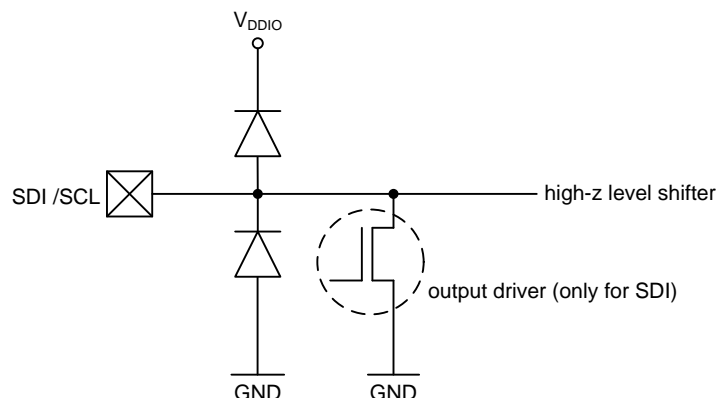 VDDIO
SDI /SCL
high-z level shifter
output driver (only for SDI)
GND
GND